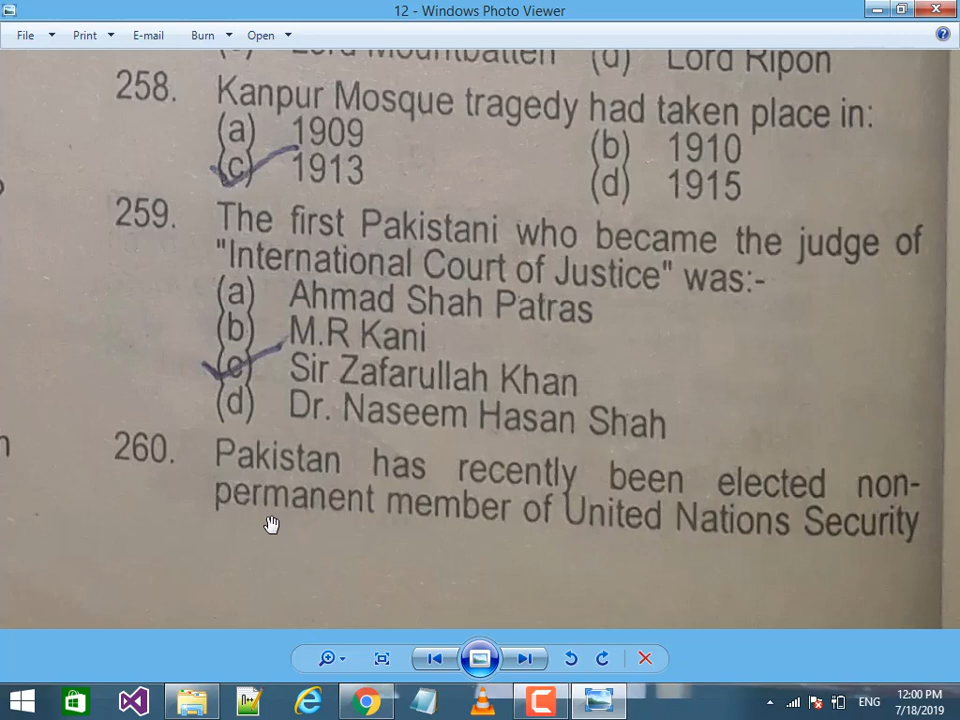 12 - Windows Photo Viewer
File Print Burn E-mail Open
Lord Mountbatten (d) Lord Ripon
258. Kanpur Mosque tragedy had taken place in:
(a) 1909 (b) 1910
(c) 1913 (d) 1915
259. The first Pakistani who became the judge of
"International Court of Justice" was:-
(a) Ahmad Shah Patras
(b) M.R Kani
(c) Sir Zafarullah Khan
(d) Dr. Naseem Hasan Shah
260. Pakistan has recently been elected non-
permanent member of United Nations Security
ENG
12:00 PM
7/18/2019